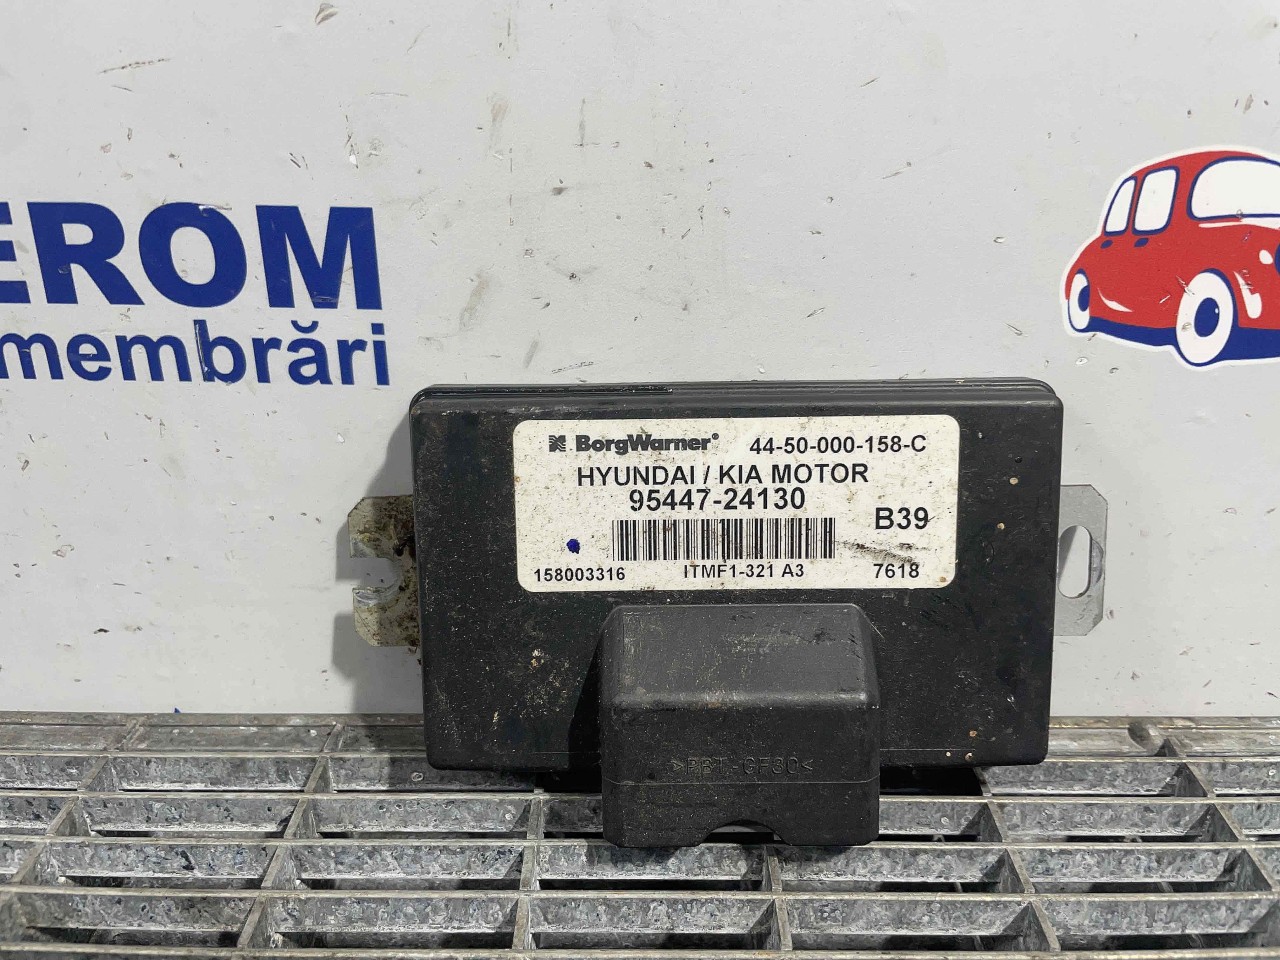 EROM
membrări
BorgWarner® 44-50-000-158-C
HYUNDAI / KIA MOTOR
95447-24130
B39
158003316 ITMF1-321 A3 7618
>PBT-GF30<